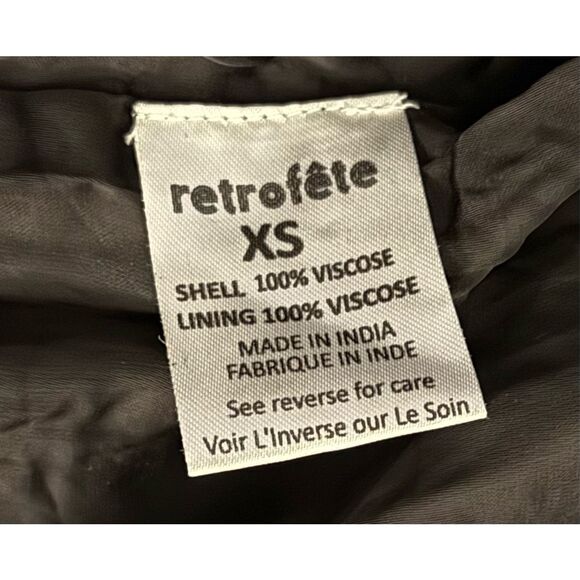 retrofête
XS
SHELL 100% VISCOSE
LINING 100% VISCOSE
MADE IN INDIA
FABRIQUE IN INDE
See reverse for care
Voir L'Inverse our Le Soin